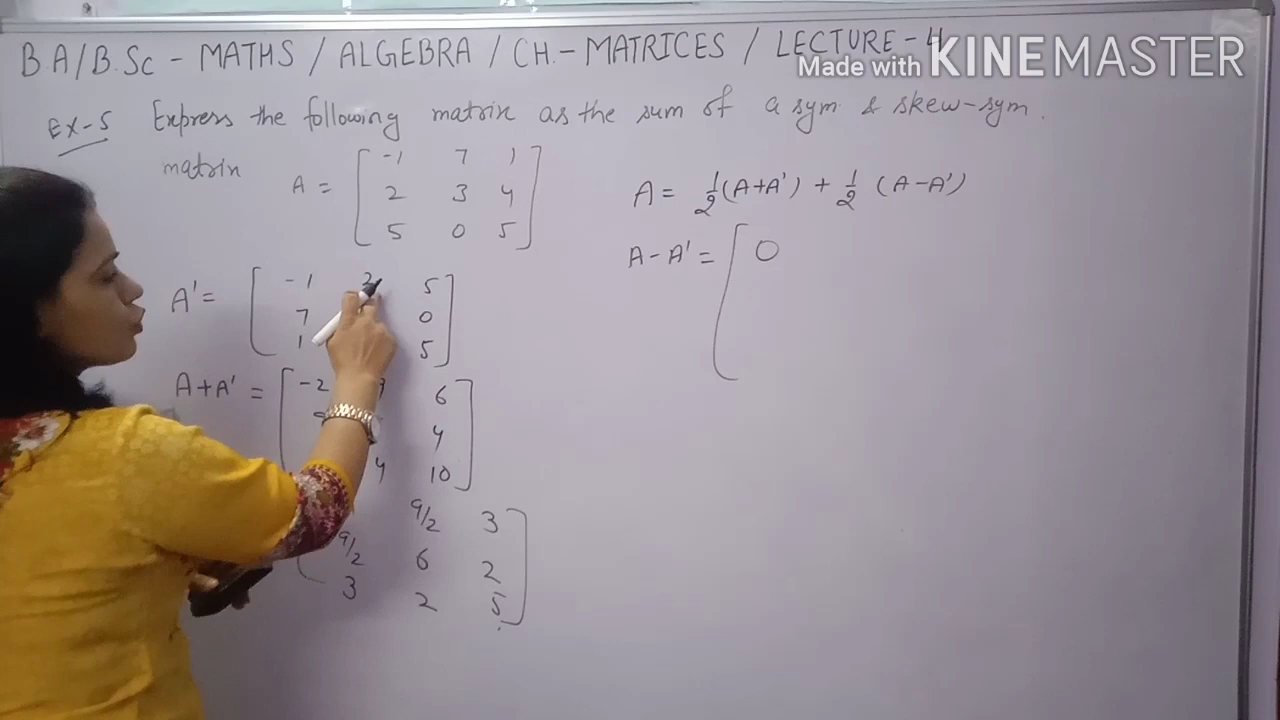 B.A/B.Sc - MATHS / ALGEBRA / CH.- MATRICES / LECTURE - 4
Made with KINEMASTER
EX-5 Express the following matrix as the sum of a sym & skew-sym.
matrix A = [ -1 7 1
2 3 4
5 0 5 ]
A' = [ -1 2 5
7 0
1 5 ]
A+A' = [ -2 9 6
4
4 10 ]
9/2 3
9/2 6 2
3 2 5 ]
A = 1/2 (A+A') + 1/2 (A-A')
A-A' = [ 0